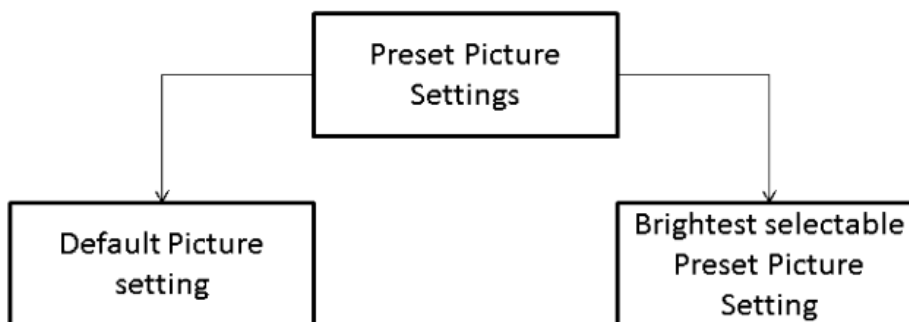 Preset Picture
Settings
Default Picture
setting
Brightest selectable
Preset Picture
Setting